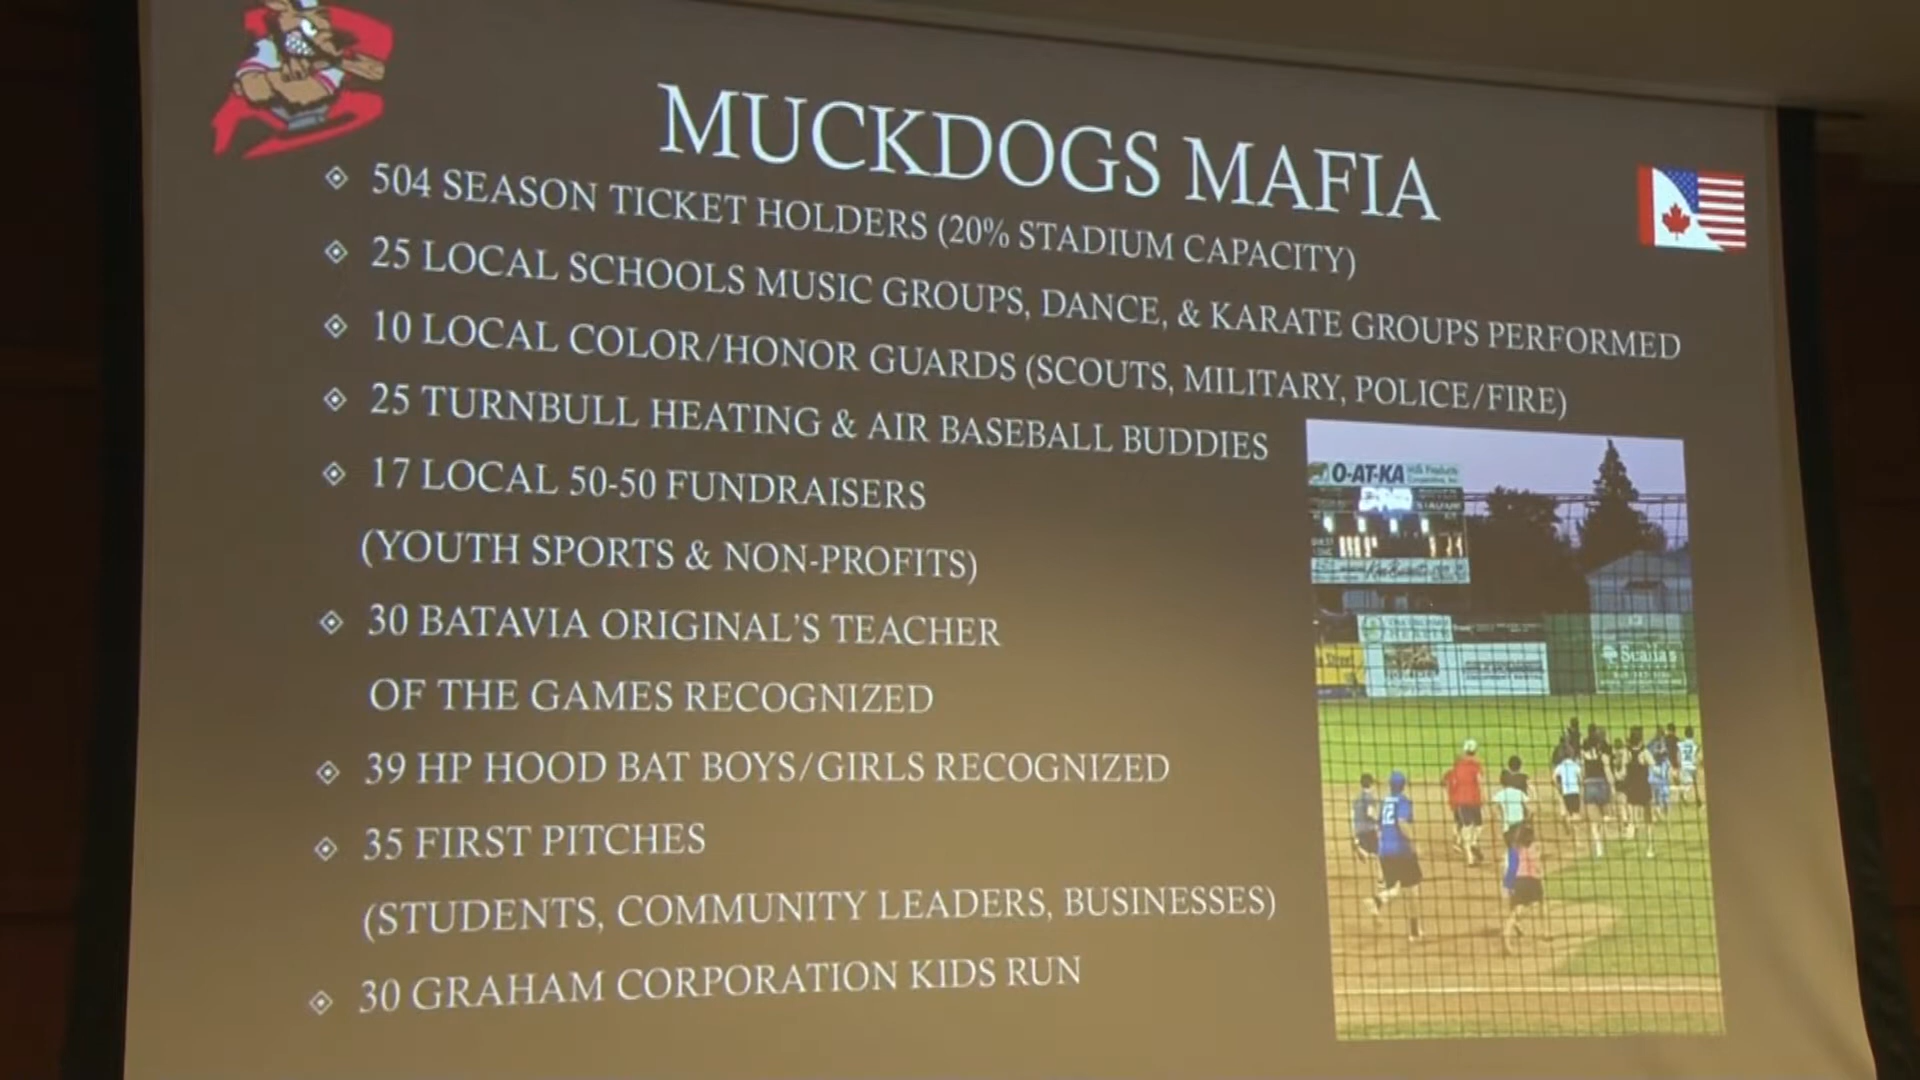 MUCKDOGS MAFIA
504 SEASON TICKET HOLDERS (20% STADIUM CAPACITY)
25 LOCAL SCHOOLS MUSIC GROUPS, DANCE, & KARATE GROUPS PERFORMED
10 LOCAL COLOR/HONOR GUARDS (SCOUTS, MILITARY, POLICE/FIRE)
25 TURNBULL HEATING & AIR BASEBALL BUDDIES
17 LOCAL 50-50 FUNDRAISERS
(YOUTH SPORTS & NON-PROFITS)
30 BATAVIA ORIGINAL'S TEACHER
OF THE GAMES RECOGNIZED
39 HP HOOD BAT BOYS/GIRLS RECOGNIZED
35 FIRST PITCHES
(STUDENTS, COMMUNITY LEADERS, BUSINESSES)
30 GRAHAM CORPORATION KIDS RUN
O-AT-KA
STADIUM
Scalia's
12